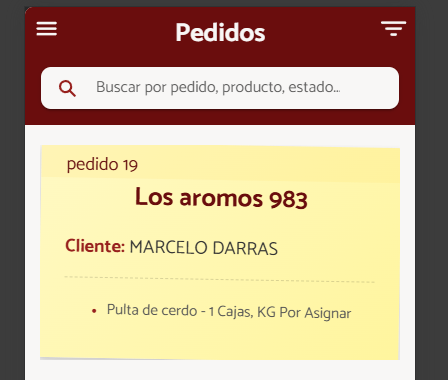 Pedidos
Buscar por pedido, producto, estado...
pedido 19
Los aromos 983
Cliente: MARCELO DARRAS
• Pulta de cerdo - 1 Cajas, KG Por Asignar